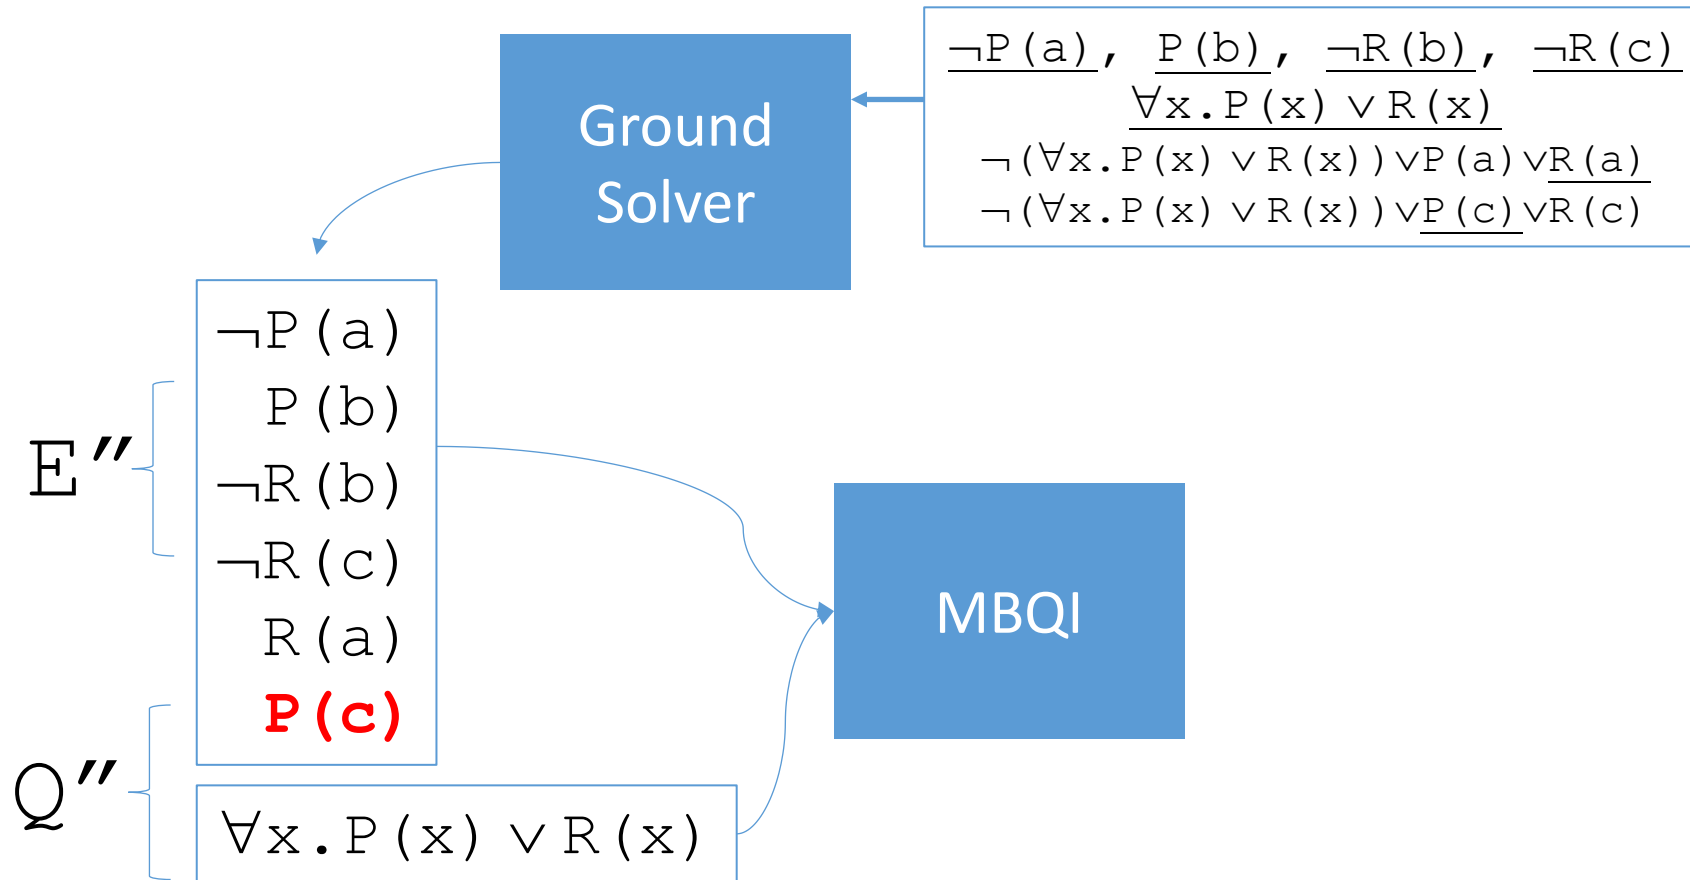 ¬P(a), P(b), ¬R(b), ¬R(c)
∀x.P(x) ∨ R(x)
¬(∀x.P(x) ∨ R(x))∨P(a)∨R(a)
¬(∀x.P(x) ∨ R(x))∨P(c)∨R(c)
Ground
Solver
¬P(a)
P(b)
¬R(b)
¬R(c)
R(a)
P(c)
E″
Q″
∀x.P(x) ∨ R(x)
MBQI